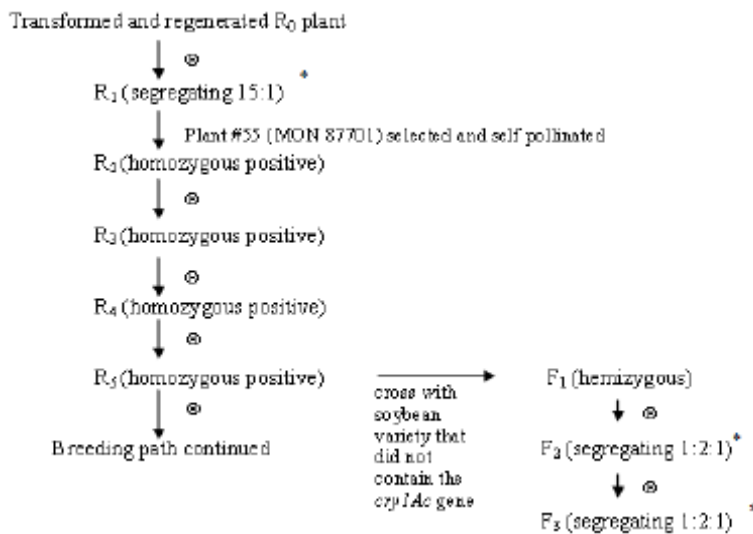 Transformed and regenerated R₀ plant
⊗
R₁ (segregating 15:1) *
Plant #55 (MON 87701) selected and self pollinated
R₂ (homozygous positive)
⊗
R₃ (homozygous positive)
⊗
R₄ (homozygous positive)
⊗
R₅ (homozygous positive)
⊗
Breeding path continued
cross with
soybean
variety that
did not
contain the
cry1Ac gene
F₁ (hemizygous)
⊗
F₂ (segregating 1:2:1)*
⊗
F₃ (segregating 1:2:1) *